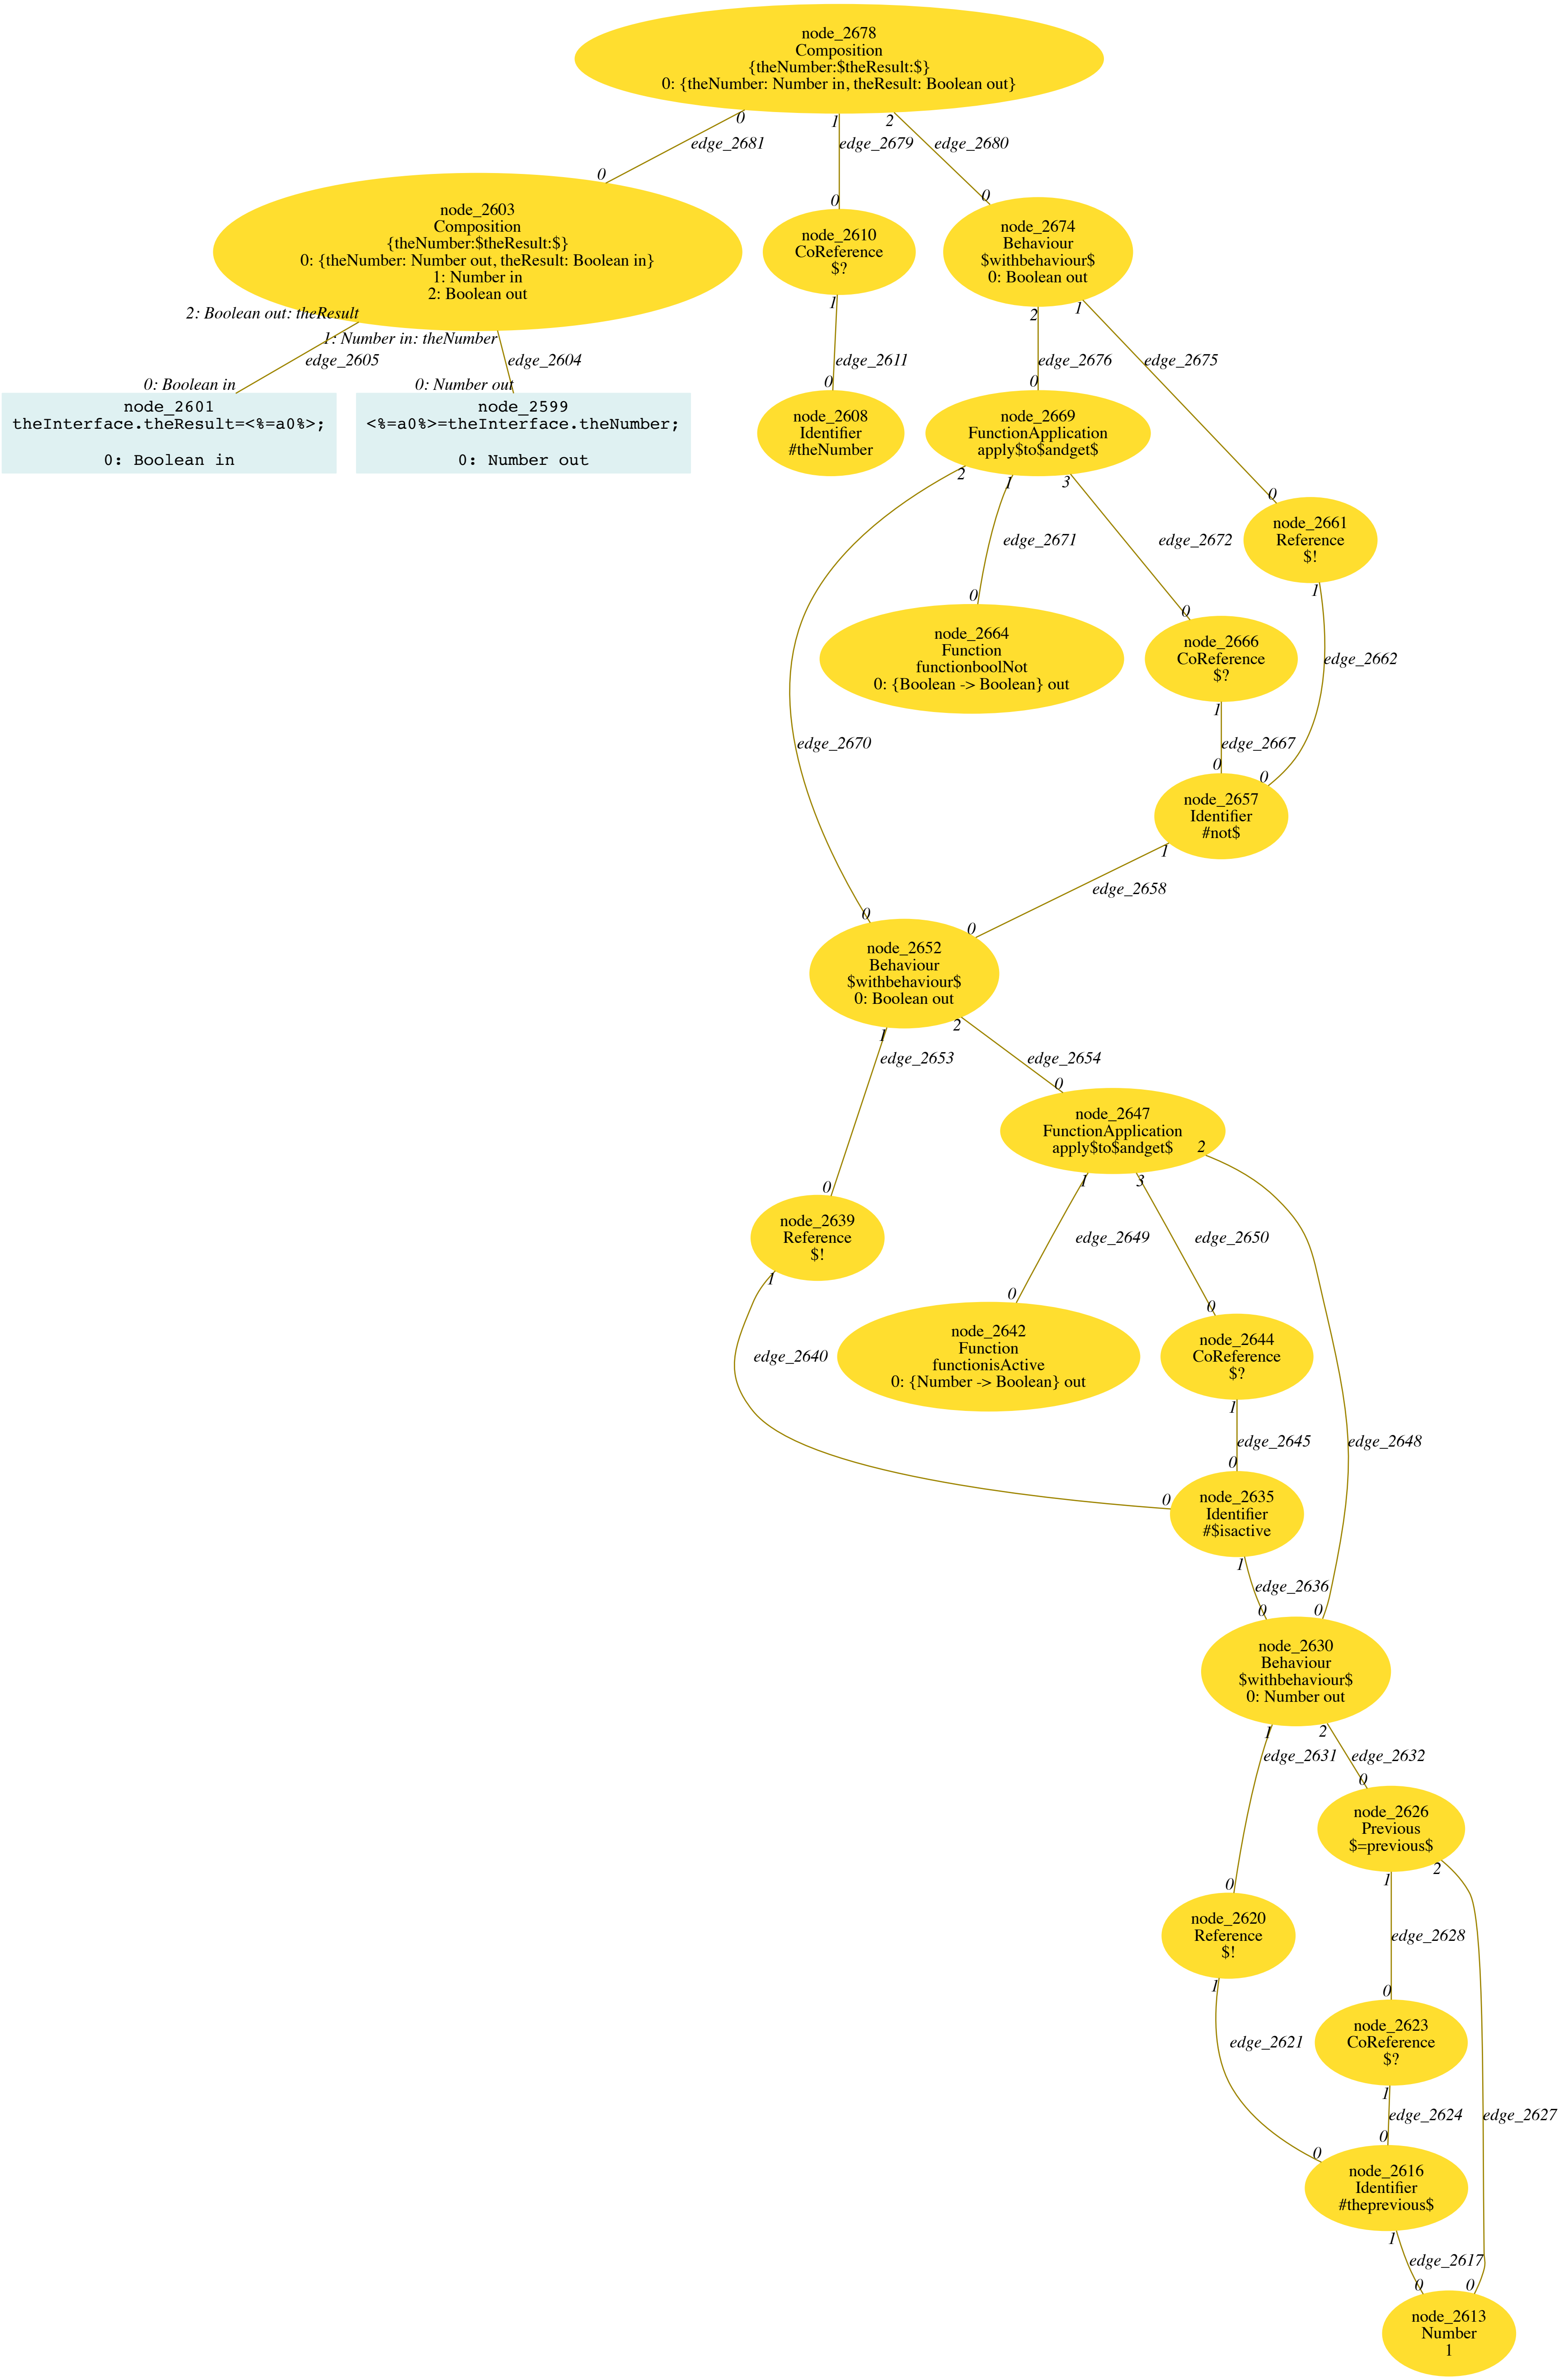 node_2678
Composition
{theNumber:$theResult:$}
0: {theNumber: Number in, theResult: Boolean out}
0
1
2
edge_2681
edge_2679
edge_2680
0
0
0
node_2603
Composition
{theNumber:$theResult:$}
0: {theNumber: Number out, theResult: Boolean in}
1: Number in
2: Boolean out
node_2610
CoReference
$?
node_2674
Behaviour
$withbehaviour$
0: Boolean out
2: Boolean out: theResult
1: Number in: theNumber
1
2
1
edge_2605
edge_2604
edge_2611
edge_2676
edge_2675
0: Boolean in
0: Number out
0
0
node_2601
theInterface.theResult=<%=a0%>;
0: Boolean in
node_2599
<%=a0%>=theInterface.theNumber;
0: Number out
node_2608
Identifier
#theNumber
node_2669
FunctionApplication
apply$to$andget$
2
1
3
0
edge_2671
edge_2672
node_2661
Reference
$!
1
0
0
node_2664
Function
functionboolNot
0: {Boolean -> Boolean} out
node_2666
CoReference
$?
edge_2662
1
edge_2670
edge_2667
0
0
node_2657
Identifier
#not$
1
edge_2658
0
0
node_2652
Behaviour
$withbehaviour$
0: Boolean out
1
2
edge_2653
edge_2654
0
node_2647
FunctionApplication
apply$to$andget$
2
1
3
0
node_2639
Reference
$!
1
edge_2649
edge_2650
0
0
edge_2640
node_2642
Function
functionisActive
0: {Number -> Boolean} out
node_2644
CoReference
$?
1
edge_2645
edge_2648
0
0
node_2635
Identifier
#$isactive
1
edge_2636
0
0
node_2630
Behaviour
$withbehaviour$
0: Number out
1
2
edge_2631
edge_2632
0
node_2626
Previous
$=previous$
1
2
0
node_2620
Reference
$!
edge_2628
1
0
edge_2621
node_2623
CoReference
$?
1
edge_2624
edge_2627
0
0
node_2616
Identifier
#theprevious$
1
edge_2617
0
0
node_2613
Number
1